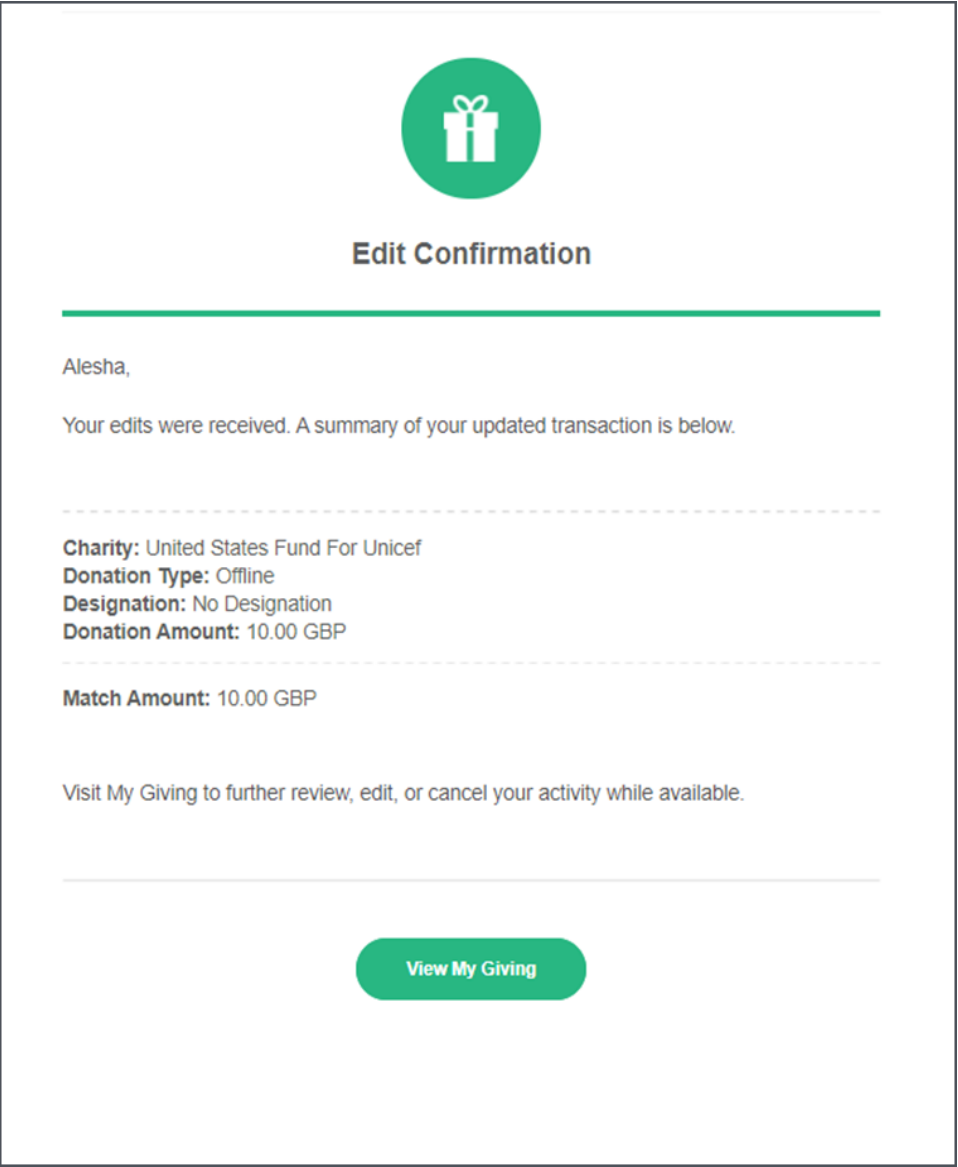 Edit Confirmation
Alesha,
Your edits were received. A summary of your updated transaction is below.
Charity: United States Fund For Unicef
Donation Type: Offline
Designation: No Designation
Donation Amount: 10.00 GBP
Match Amount: 10.00 GBP
Visit My Giving to further review, edit, or cancel your activity while available.
View My Giving